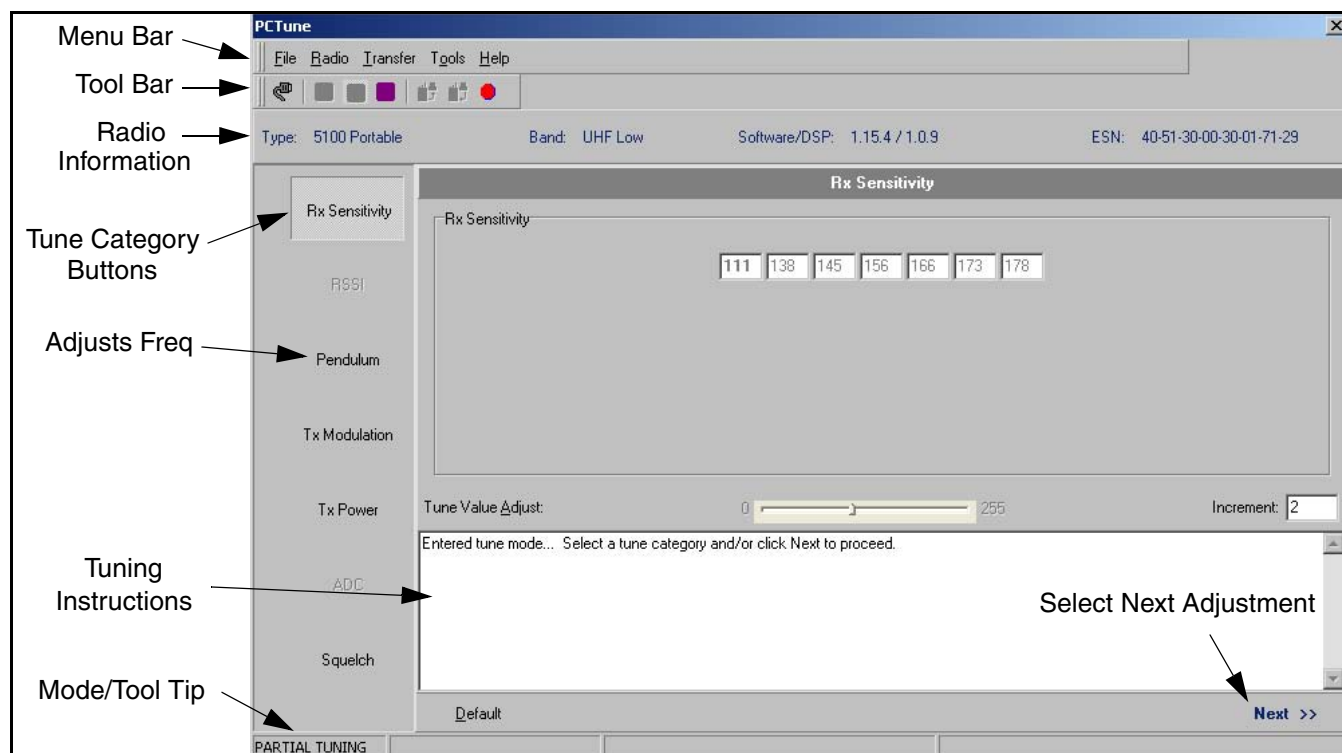 PCTune
Menu Bar
File Radio Transfer Tools Help
Tool Bar
Radio
Information
Type: 5100 Portable Band: UHF Low Software/DSP: 1.15.4 / 1.0.9 ESN: 40-51-30-00-30-01-71-29
Rx Sensitivity
Tune Category
Buttons
Rx Sensitivity
Rx Sensitivity
111 138 145 156 166 173 178
RSSI
Adjusts Freq
Pendulum
Tx Modulation
Tx Power
Tune Value Adjust: 0 255 Increment: 2
Entered tune mode... Select a tune category and/or click Next to proceed.
Tuning
Instructions
ADC
Select Next Adjustment
Squelch
Mode/Tool Tip
Default Next >>
PARTIAL TUNING